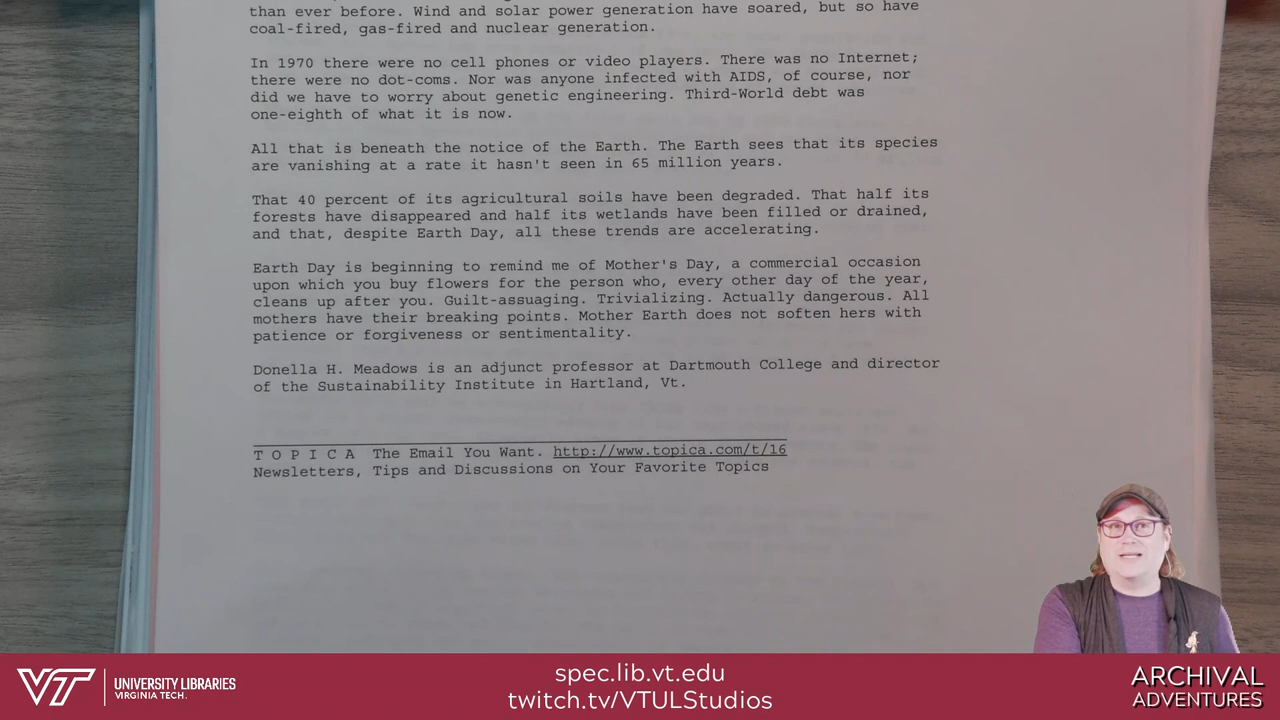 than ever before. Wind and solar power generation have soared, but so have
coal-fired, gas-fired and nuclear generation.
In 1970 there were no cell phones or video players. There was no Internet;
there were no dot-coms. Nor was anyone infected with AIDS, of course, nor
did we have to worry about genetic engineering. Third-World debt was
one-eighth of what it is now.
All that is beneath the notice of the Earth. The Earth sees that its species
are vanishing at a rate it hasn't seen in 65 million years.
That 40 percent of its agricultural soils have been degraded. That half its
forests have disappeared and half its wetlands have been filled or drained,
and that, despite Earth Day, all these trends are accelerating.
Earth Day is beginning to remind me of Mother's Day, a commercial occasion
upon which you buy flowers for the person who, every other day of the year,
cleans up after you. Guilt-assuaging. Trivializing. Actually dangerous. All
mothers have their breaking points. Mother Earth does not soften hers with
patience or forgiveness or sentimentality.
Donella H. Meadows is an adjunct professor at Dartmouth College and director
of the Sustainability Institute in Hartland, Vt.
T O P I C A The Email You Want. http://www.topica.com/t/16
Newsletters, Tips and Discussions on Your Favorite Topics
VT UNIVERSITY LIBRARIES
VIRGINIA TECH.
spec.lib.vt.edu
twitch.tv/VTULStudios
ARCHIVAL
ADVENTURES